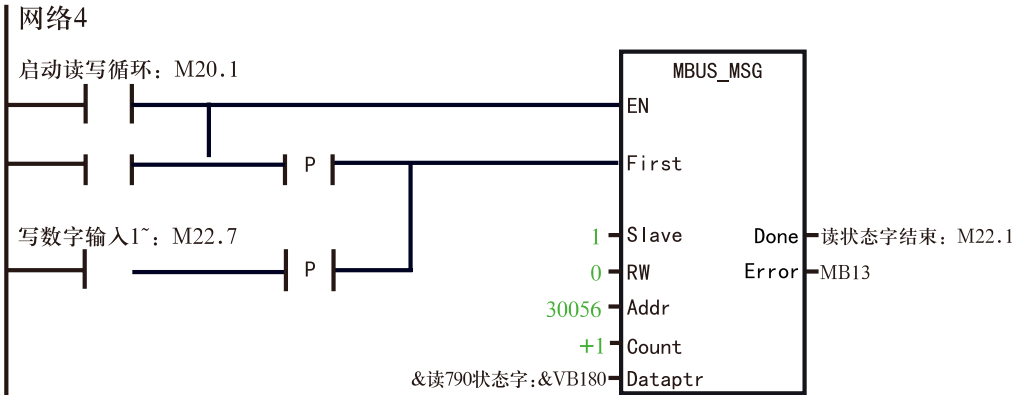 网络4
启动读写循环：M20.1
MBUS_MSG
EN
P
First
写数字输入1~：M22.7
P
1 Slave
Done 读状态字结束：M22.1
0 RW
Error MB13
30056 Addr
+1 Count
&读790状态字:&VB180 Dataptr